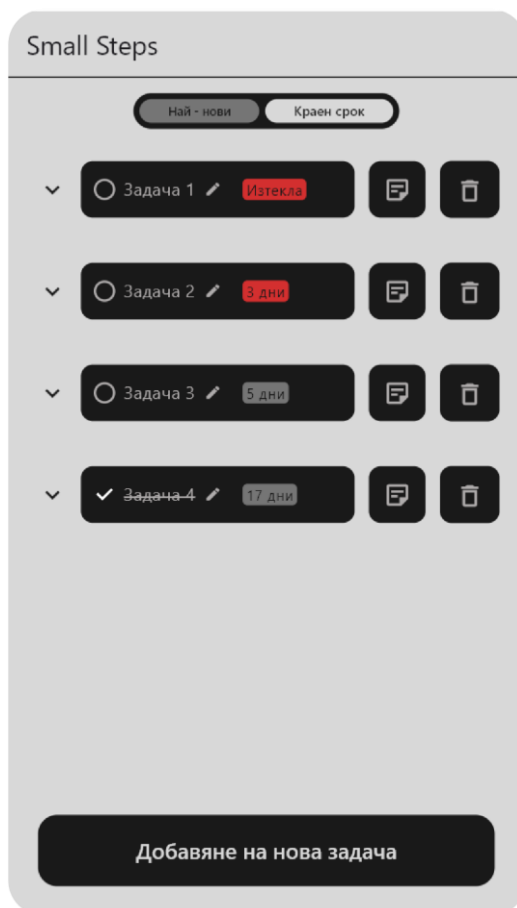 Small Steps
Най - нови Краен срок
Задача 1 Изтекла
Задача 2 3 дни
Задача 3 5 дни
Задача 4 17 дни
Добавяне на нова задача